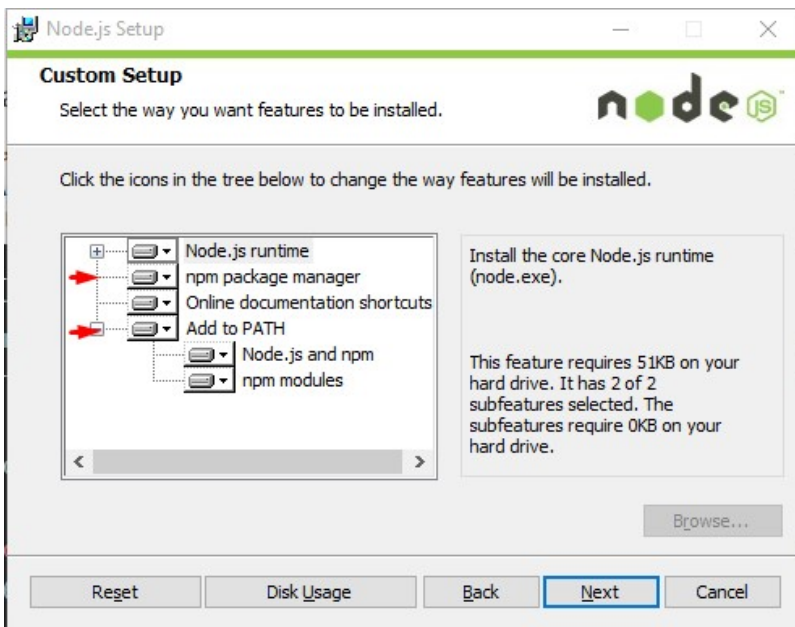 Node.js Setup
Custom Setup
Select the way you want features to be installed.
node JS
Click the icons in the tree below to change the way features will be installed.
Node.js runtime
npm package manager
Online documentation shortcuts
Add to PATH
Node.js and npm
npm modules
Install the core Node.js runtime
(node.exe).
This feature requires 51KB on your
hard drive. It has 2 of 2
subfeatures selected. The
subfeatures require 0KB on your
hard drive.
Browse...
Reset
Disk Usage
Back
Next
Cancel